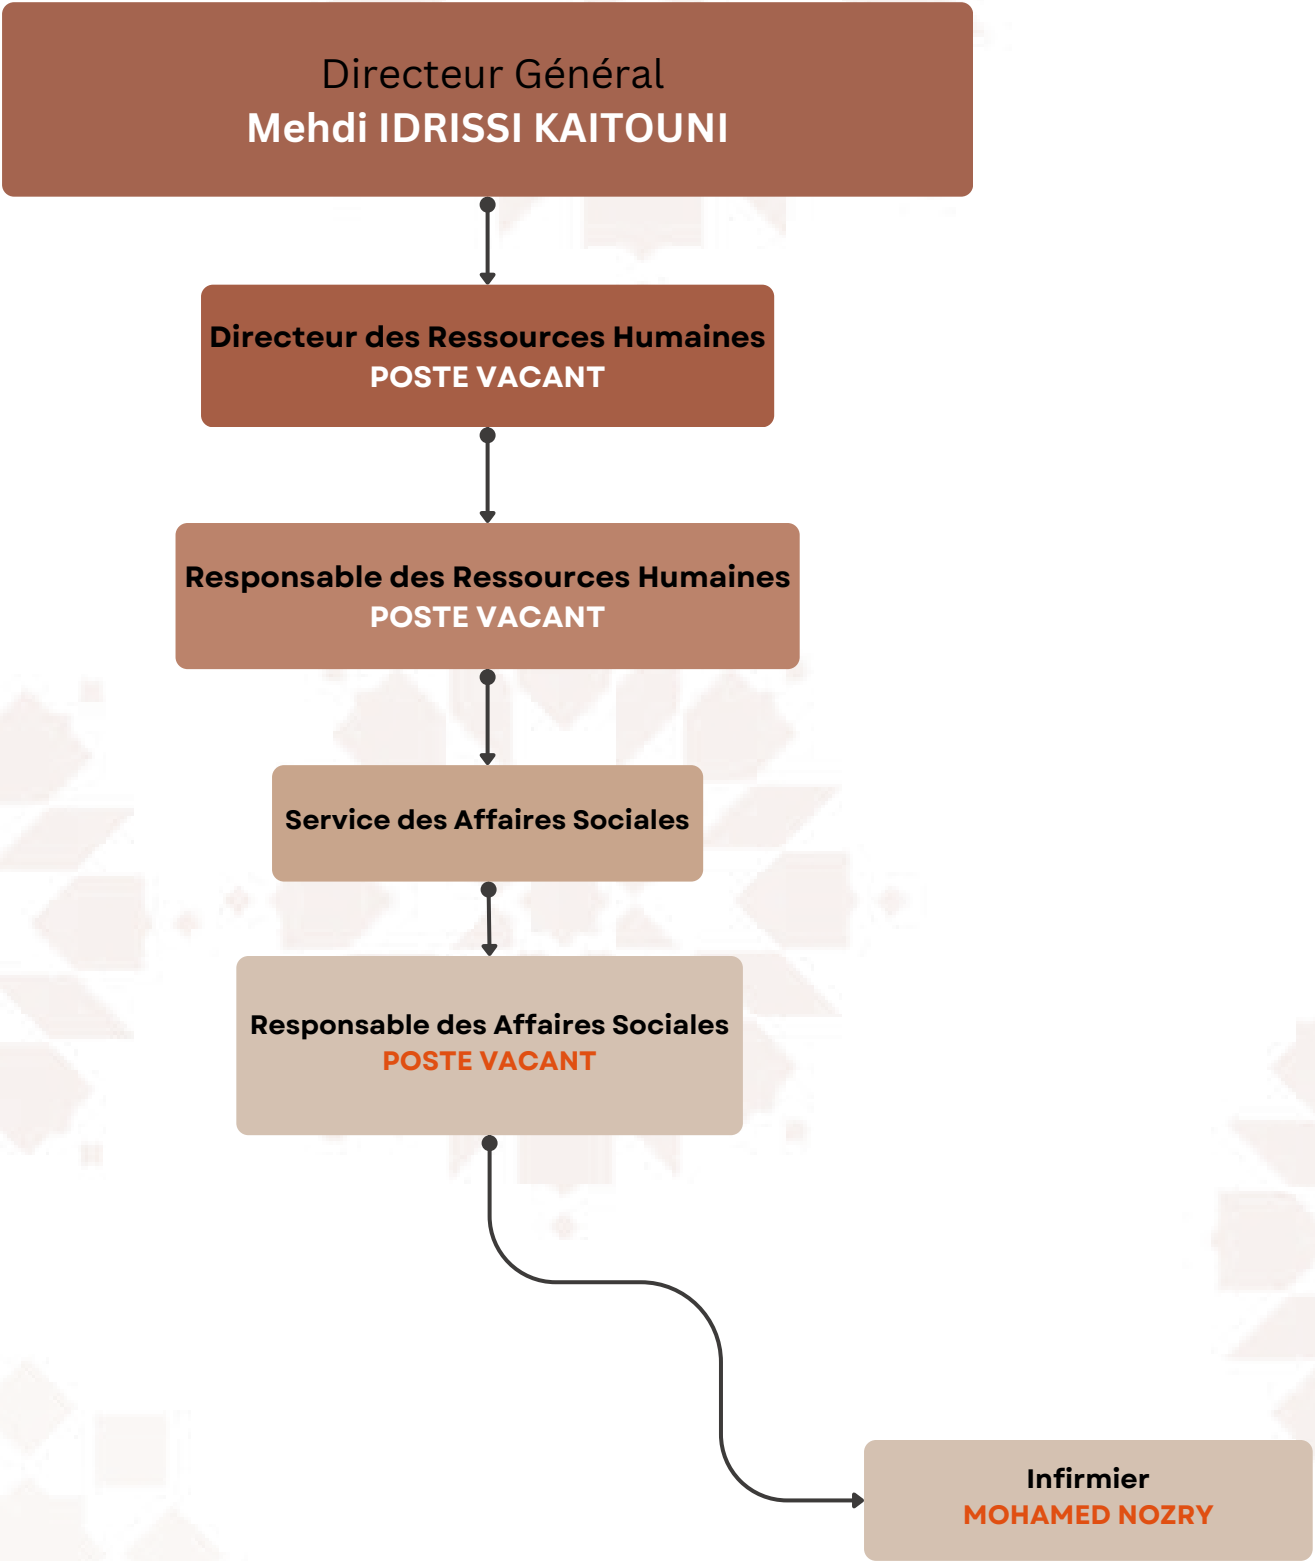 Directeur Général
Mehdi IDRISSI KAITOUNI
Directeur des Ressources Humaines
POSTE VACANT
Responsable des Ressources Humaines
POSTE VACANT
Service des Affaires Sociales
Responsable des Affaires Sociales
POSTE VACANT
Infirmier
MOHAMED NOZRY